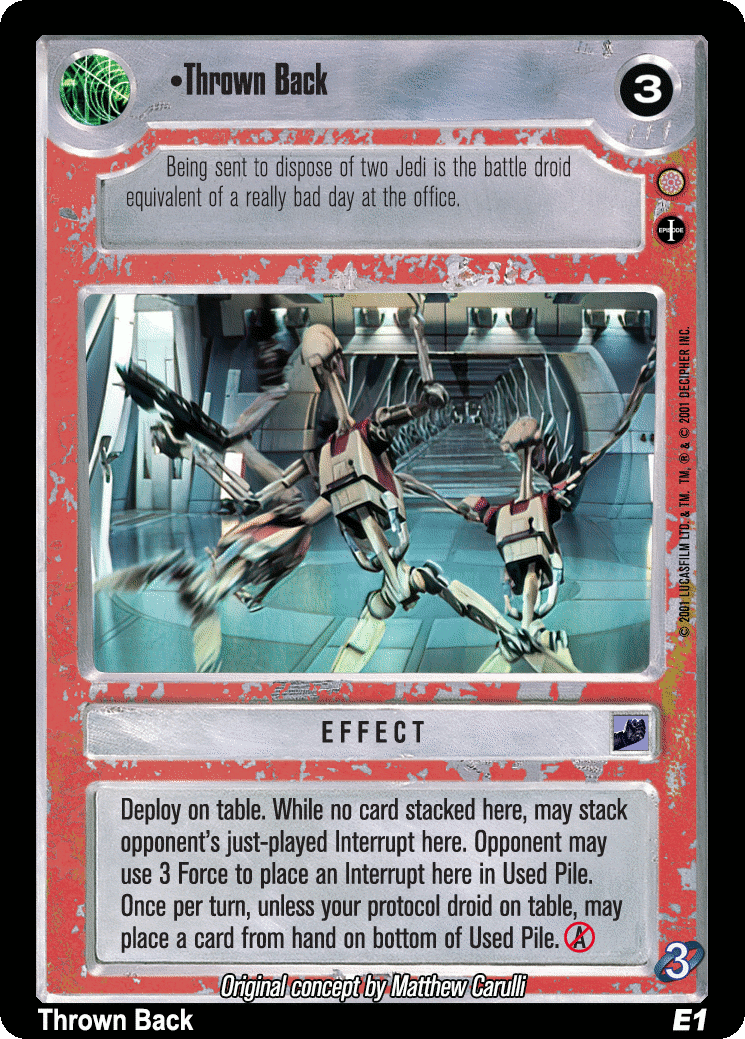 •Thrown Back
3
Being sent to dispose of two Jedi is the battle droid
equivalent of a really bad day at the office.
EPISODE
I
© 2001 LUCASFILM LTD. & TM. TM, ® & © 2001 DECIPHER INC.
EFFECT
Deploy on table. While no card stacked here, may stack
opponent's just-played Interrupt here. Opponent may
use 3 Force to place an Interrupt here in Used Pile.
Once per turn, unless your protocol droid on table, may
place a card from hand on bottom of Used Pile. A
3
Original concept by Matthew Carulli
Thrown Back
E1